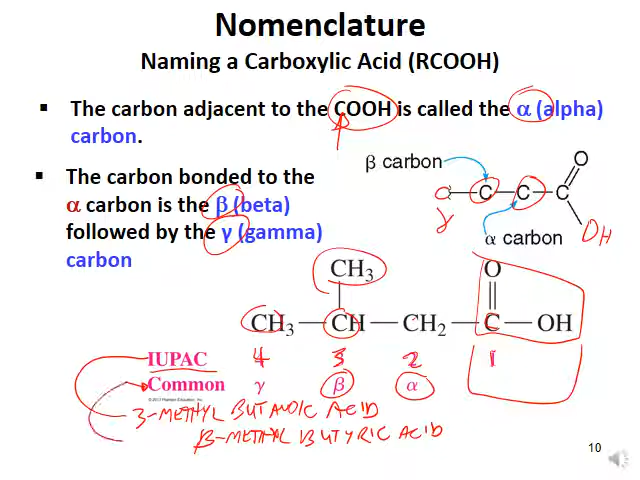 Nomenclature
Naming a Carboxylic Acid (RCOOH)
▪ The carbon adjacent to the COOH is called the α (alpha)
carbon.
▪ The carbon bonded to the
α carbon is the β (beta)
followed by the γ (gamma)
carbon
β carbon
O
C—C—C—C
γ
OH
α carbon
CH3
O
CH3—CH—CH2—C—OH
IUPAC 4 3 2 1
Common γ β α
3-METHYL BUTANOIC ACID
β-METHYL BUTYRIC ACID
10